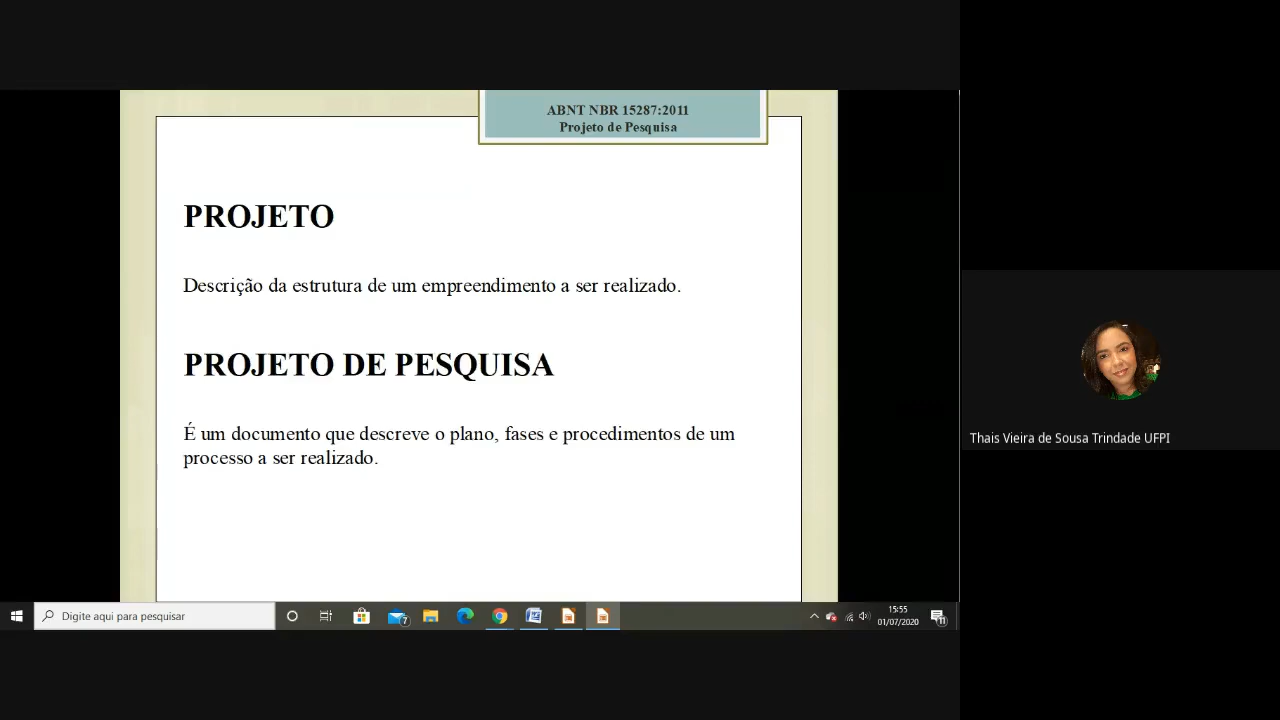 ABNT NBR 15287:2011
Projeto de Pesquisa
PROJETO
Descrição da estrutura de um empreendimento a ser realizado.
PROJETO DE PESQUISA
É um documento que descreve o plano, fases e procedimentos de um
processo a ser realizado.
Thais Vieira de Sousa Trindade UFPI
Digite aqui para pesquisar
7
15:55
01/07/2020
11